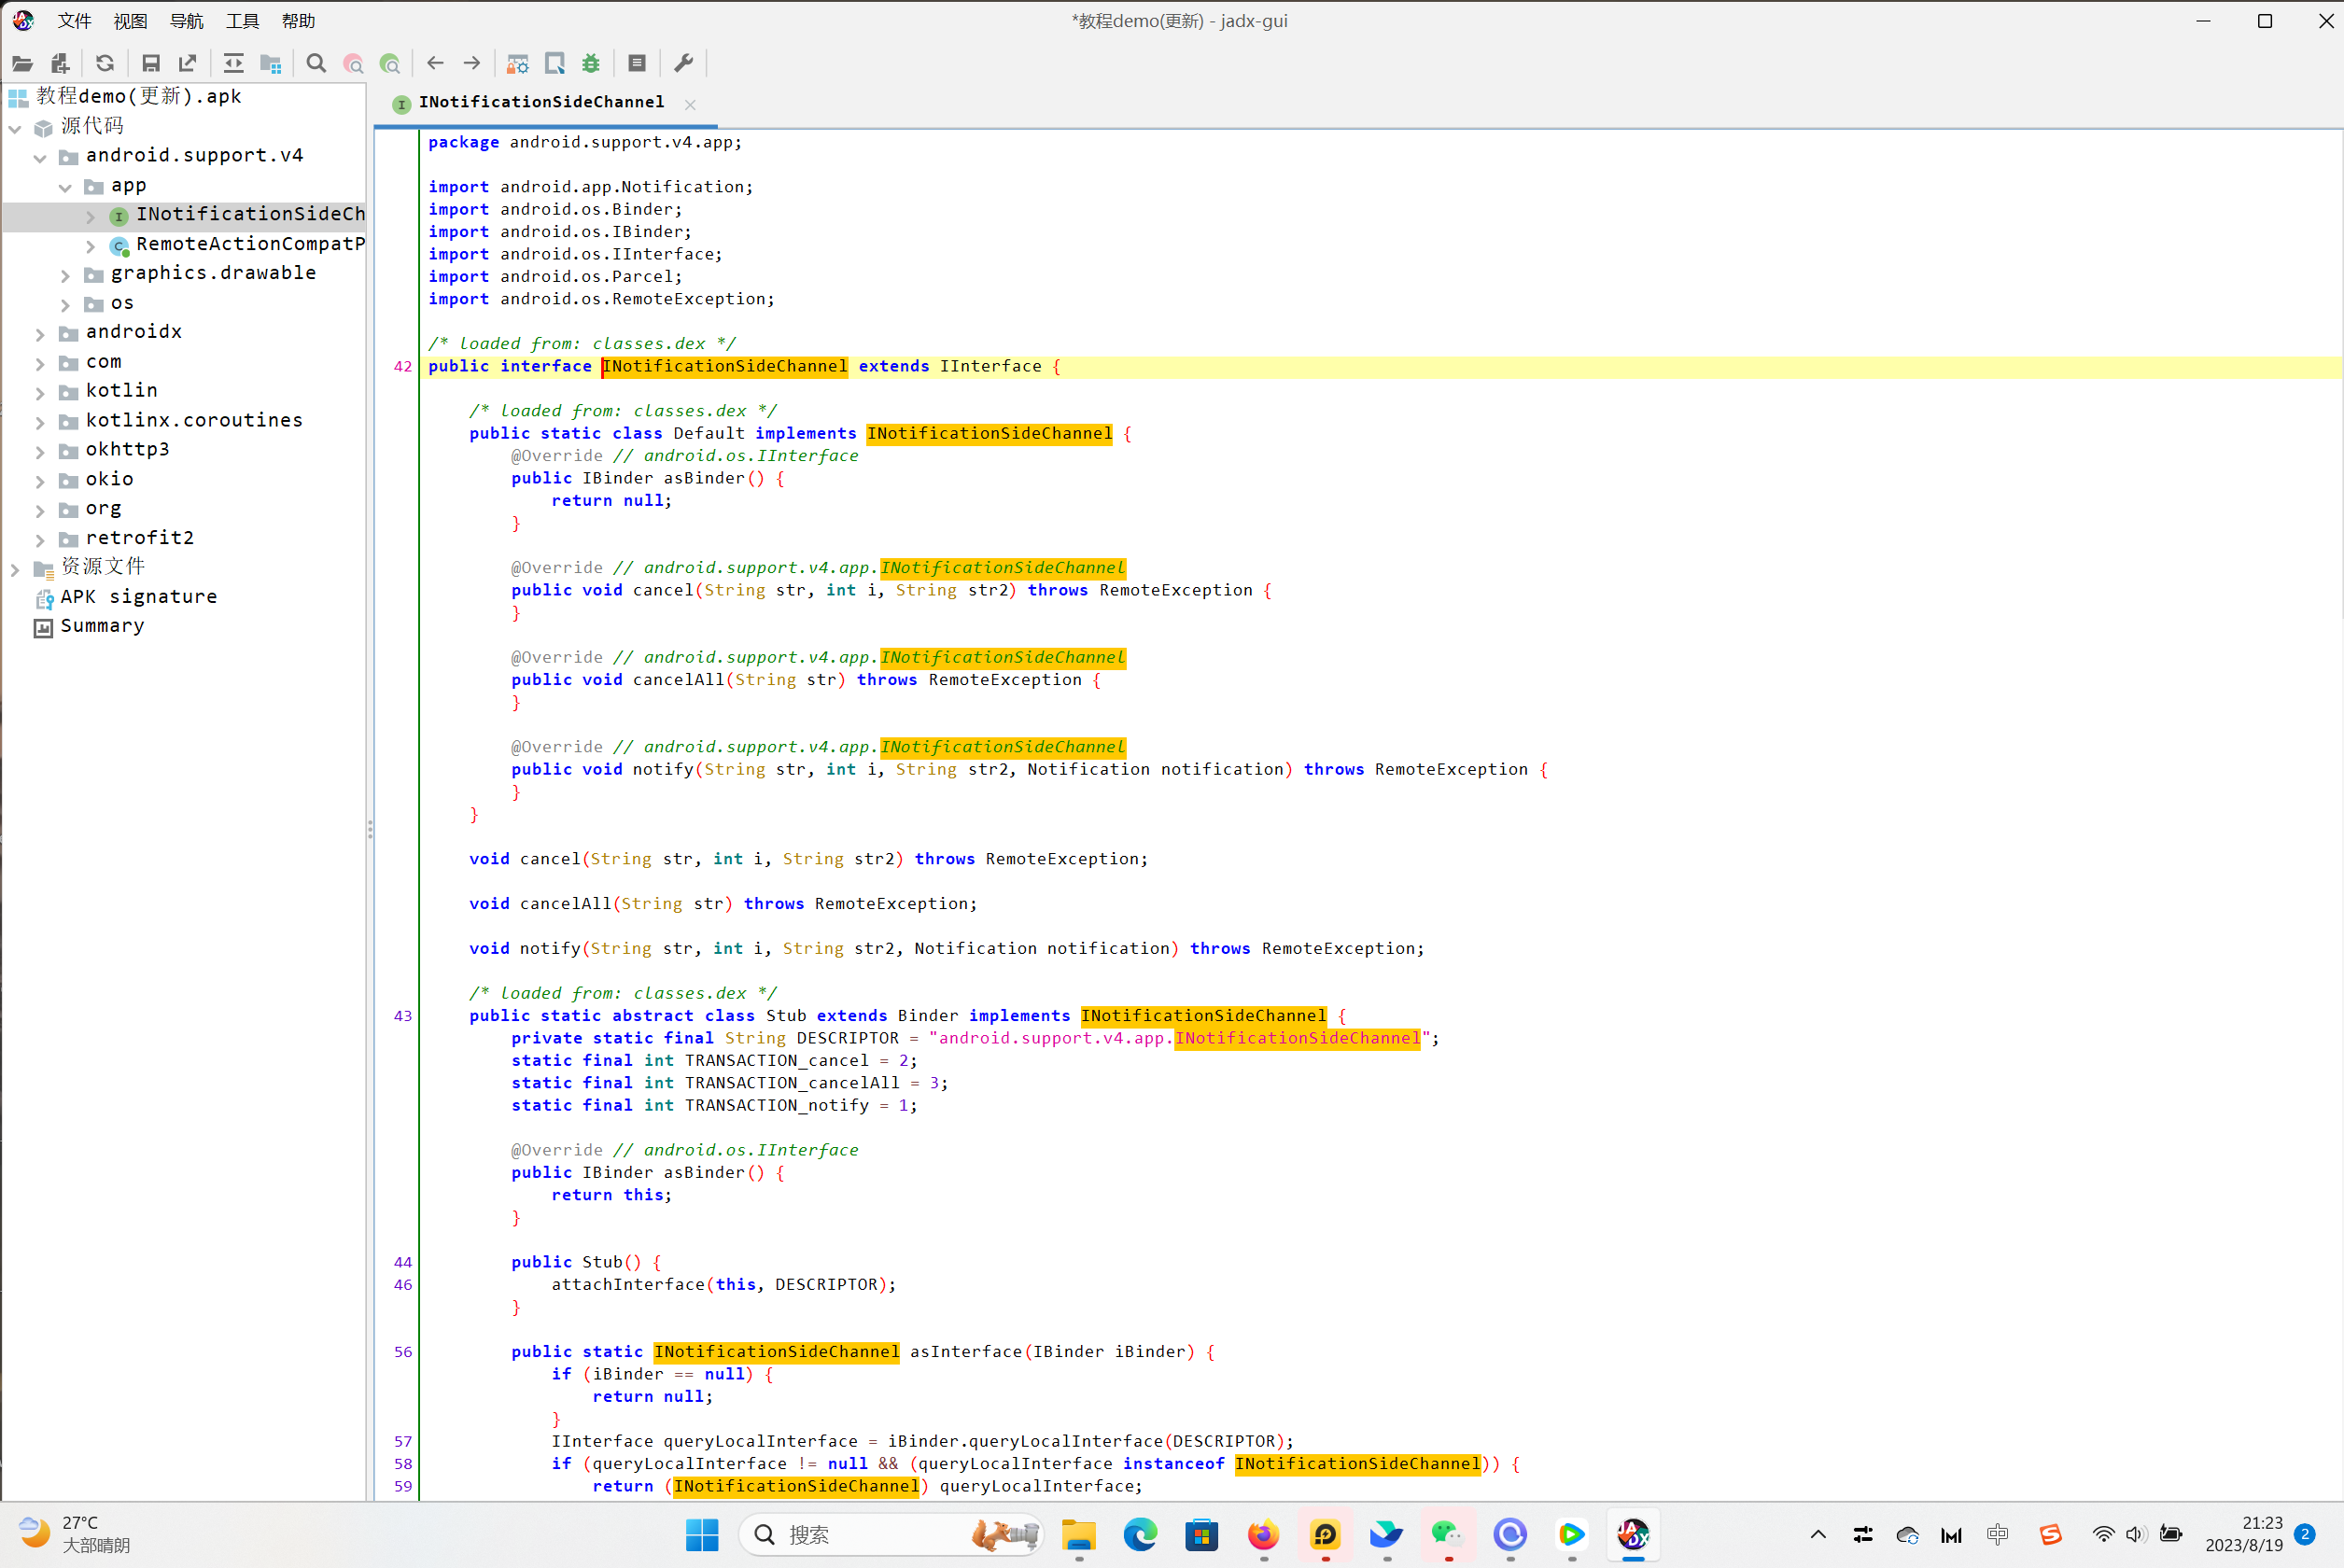 文件 视图 导航 工具 帮助
*教程demo(更新) - jadx-gui
教程demo(更新).apk
源代码
android.support.v4
app
INotificationSideCh
RemoteActionCompatP
graphics.drawable
os
androidx
com
kotlin
kotlinx.coroutines
okhttp3
okio
org
retrofit2
资源文件
APK signature
Summary
INotificationSideChannel
package android.support.v4.app;
import android.app.Notification;
import android.os.Binder;
import android.os.IBinder;
import android.os.IInterface;
import android.os.Parcel;
import android.os.RemoteException;
/* loaded from: classes.dex */
42 public interface INotificationSideChannel extends IInterface {
/* loaded from: classes.dex */
public static class Default implements INotificationSideChannel {
@Override // android.os.IInterface
public IBinder asBinder() {
return null;
}
@Override // android.support.v4.app.INotificationSideChannel
public void cancel(String str, int i, String str2) throws RemoteException {
}
@Override // android.support.v4.app.INotificationSideChannel
public void cancelAll(String str) throws RemoteException {
}
@Override // android.support.v4.app.INotificationSideChannel
public void notify(String str, int i, String str2, Notification notification) throws RemoteException {
}
}
void cancel(String str, int i, String str2) throws RemoteException;
void cancelAll(String str) throws RemoteException;
void notify(String str, int i, String str2, Notification notification) throws RemoteException;
/* loaded from: classes.dex */
43 public static abstract class Stub extends Binder implements INotificationSideChannel {
private static final String DESCRIPTOR = "android.support.v4.app.INotificationSideChannel";
static final int TRANSACTION_cancel = 2;
static final int TRANSACTION_cancelAll = 3;
static final int TRANSACTION_notify = 1;
@Override // android.os.IInterface
public IBinder asBinder() {
return this;
}
44 public Stub() {
46 attachInterface(this, DESCRIPTOR);
}
56 public static INotificationSideChannel asInterface(IBinder iBinder) {
if (iBinder == null) {
return null;
}
57 IInterface queryLocalInterface = iBinder.queryLocalInterface(DESCRIPTOR);
58 if (queryLocalInterface != null && (queryLocalInterface instanceof INotificationSideChannel)) {
59 return (INotificationSideChannel) queryLocalInterface;
27°C
大部晴朗
搜索
中
21:23
2023/8/19
2